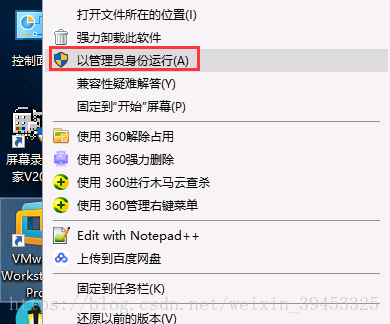 打开文件所在的位置(I)
强力卸载此软件
以管理员身份运行(A)
兼容性疑难解答(Y)
固定到“开始”屏幕(P)
使用 360解除占用
使用 360强力删除
使用 360进行木马云查杀
使用 360管理右键菜单
Edit with Notepad++
上传到百度网盘
固定到任务栏(K)
还原以前的版本(V)
控制面
屏幕录
家V20
VMw
Workst
Pro
https://blog.csdn.net/weixin_39453325